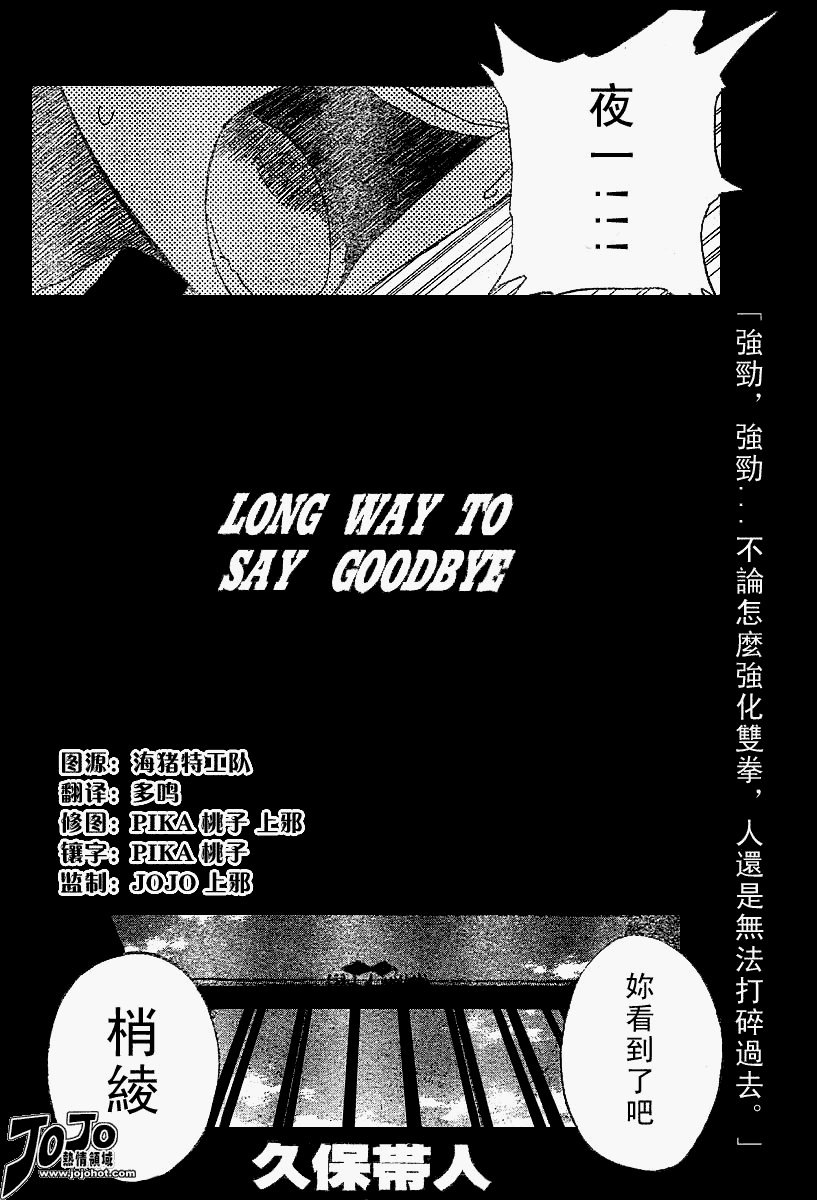 夜一!!!
「強勁，強勁…不論怎麼強化雙拳，人還是無法打碎過去。」
LONG WAY TO
SAY GOODBYE
图源：海猪特工队
翻译：多鸣
修图：PIKA 桃子 上邪
镶字：PIKA 桃子
监制：JOJO 上邪
妳看到了吧
梢綾
久保帯人
JOJO
熱情領域
www.jojohot.com